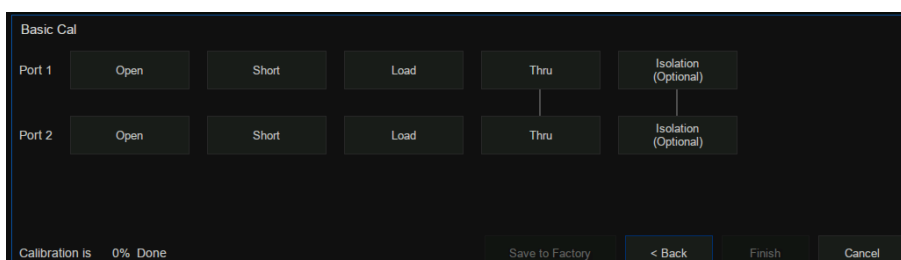 Basic Cal
Port 1 Open Short Load Thru Isolation (Optional)
Port 2 Open Short Load Thru Isolation (Optional)
Calibration is 0% Done Save to Factory < Back Finish Cancel